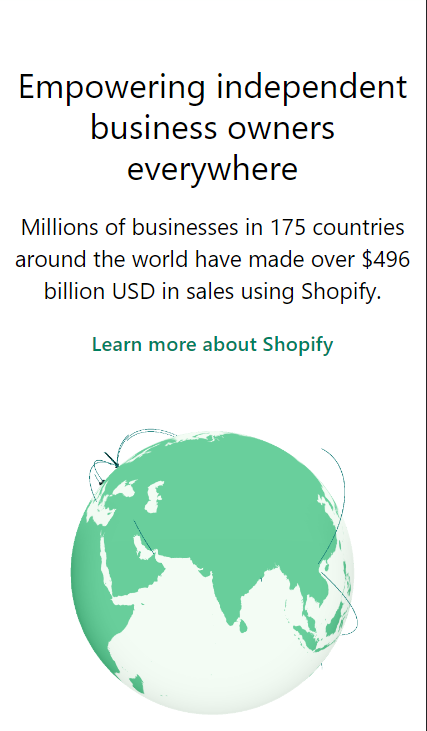 Empowering independent
business owners
everywhere
Millions of businesses in 175 countries
around the world have made over $496
billion USD in sales using Shopify.
Learn more about Shopify